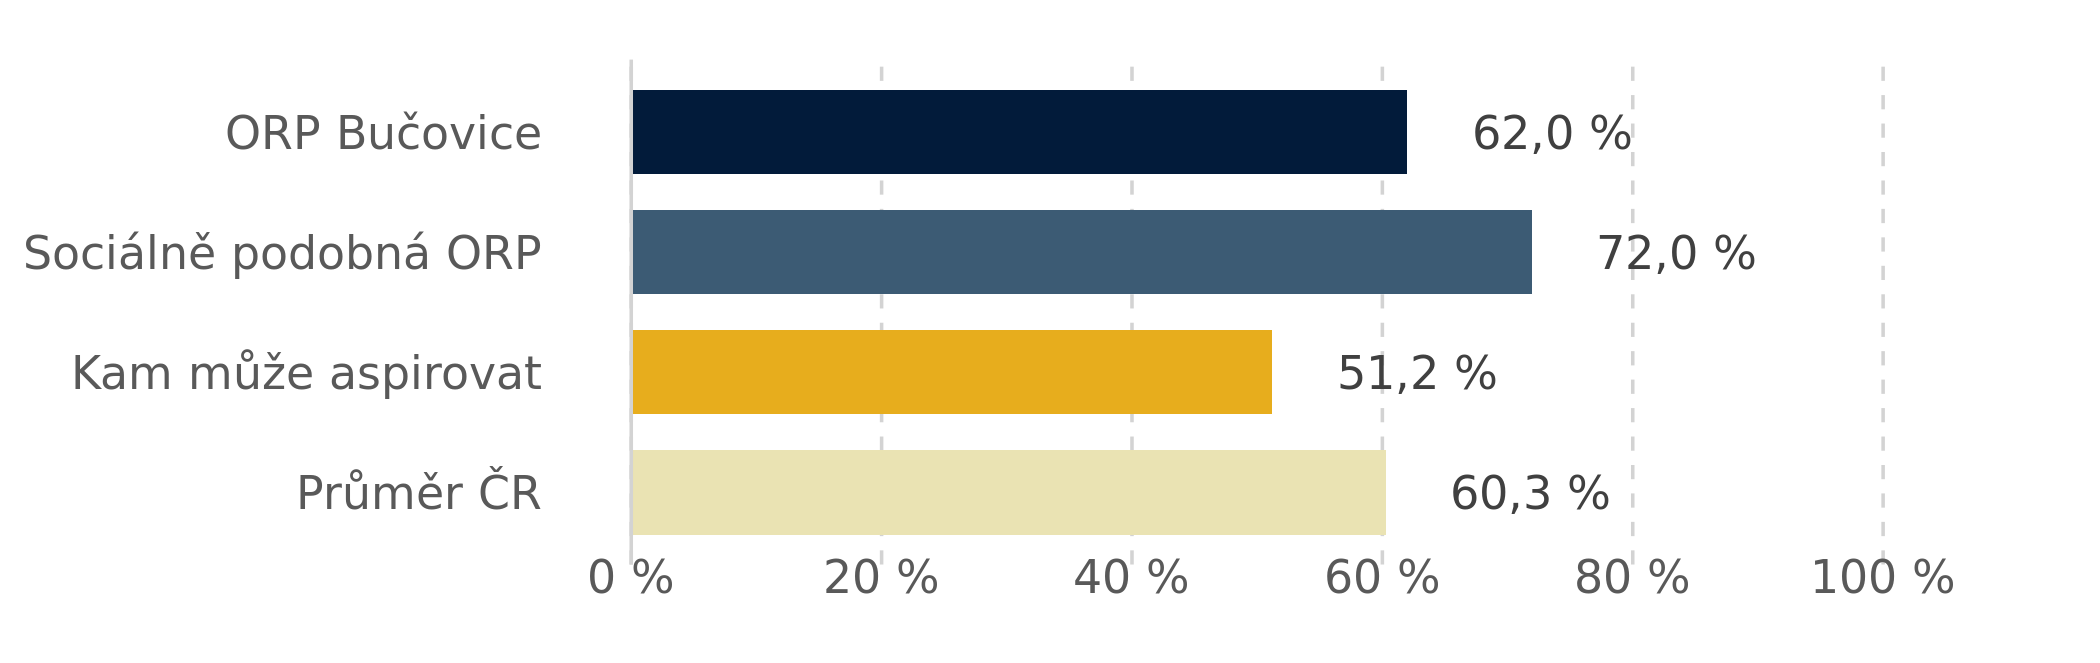 ORP Bučovice 62,0 %
Sociálně podobná ORP 72,0 %
Kam může aspirovat 51,2 %
Průměr ČR 60,3 %
0 % 20 % 40 % 60 % 80 % 100 %